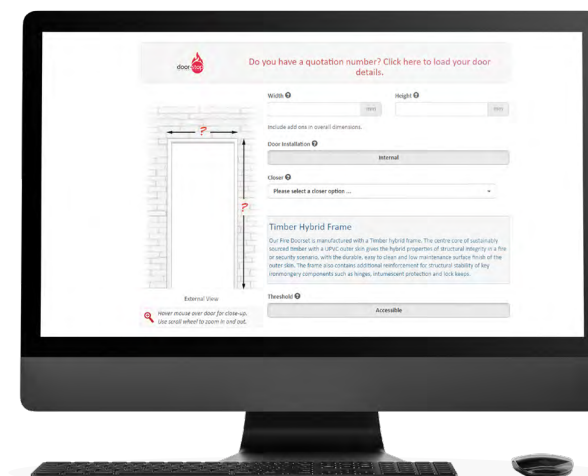 doorstop
Do you have a quotation number? Click here to load your door
details.
Width ?
Height ?
mm
mm
Include add ons in overall dimensions.
Door Installation ?
Internal
Closer ?
Please select a closer option ...
?
?
Timber Hybrid Frame
Our Fire Doorset is manufactured with a Timber hybrid frame. The centre core of sustainably
sourced timber with a UPVC outer skin gives the hybrid properties of structural integrity in a fire
or security scenario, with the durable, easy to clean and low maintenance surface finish of the
outer skin. The frame also contains additional reinforcement for structural stability of key
ironmongery components such as hinges, intumescent protection and lock keeps.
External View
Hover mouse over door for close-up.
Use scroll wheel to zoom in and out.
Threshold ?
Accessible